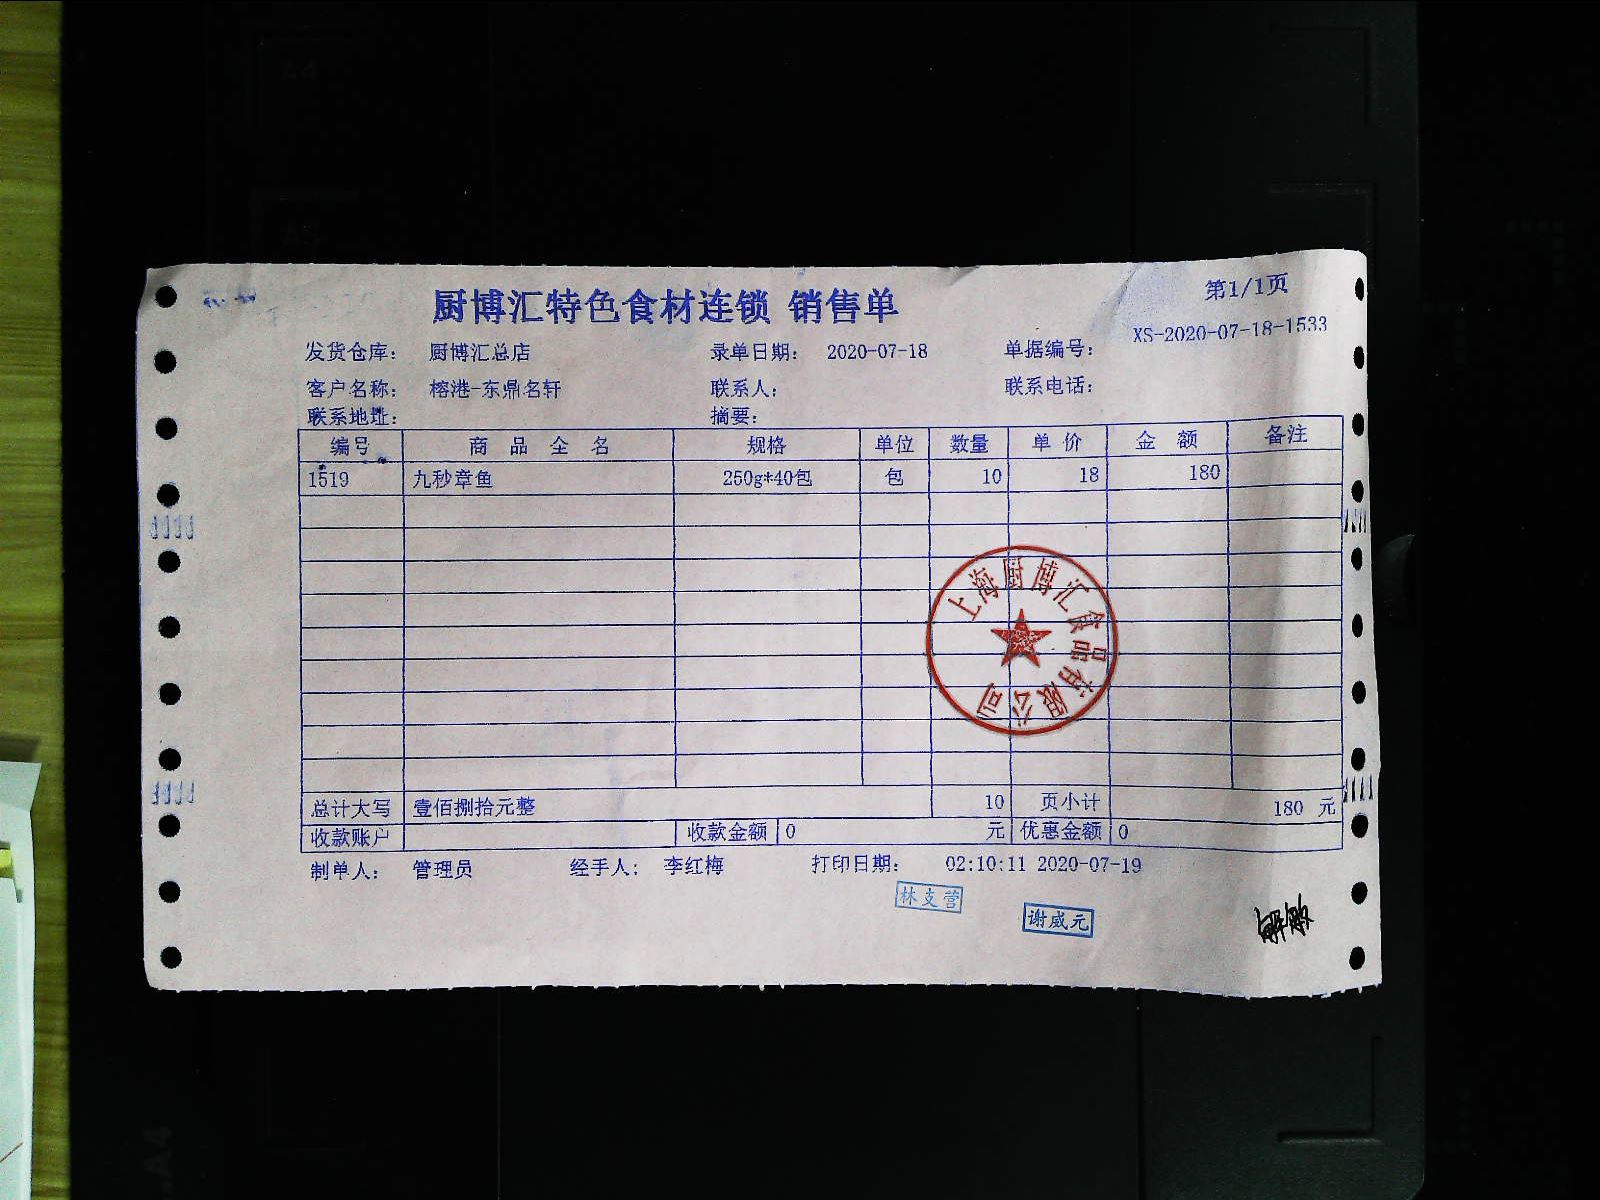 第1/1页
厨博汇特色食材连锁 销售单
发货仓库： 厨博汇总店 录单日期： 2020-07-18 单据编号： XS-2020-07-18-1533
客户名称： 榕港-东鼎名轩 联系人： 联系电话：
联系地址： 摘要：
编号 商品全名 规格 单位 数量 单价 金额 备注
1519 九秒章鱼 250g*40包 包 10 18 180
上海厨博汇食品有限公司
总计大写 壹佰捌拾元整 10 页小计 180 元
收款账户 收款金额 0 元 优惠金额 0
制单人： 管理员 经手人： 李红梅 打印日期： 02:10:11 2020-07-19
林支营
谢威元
A4